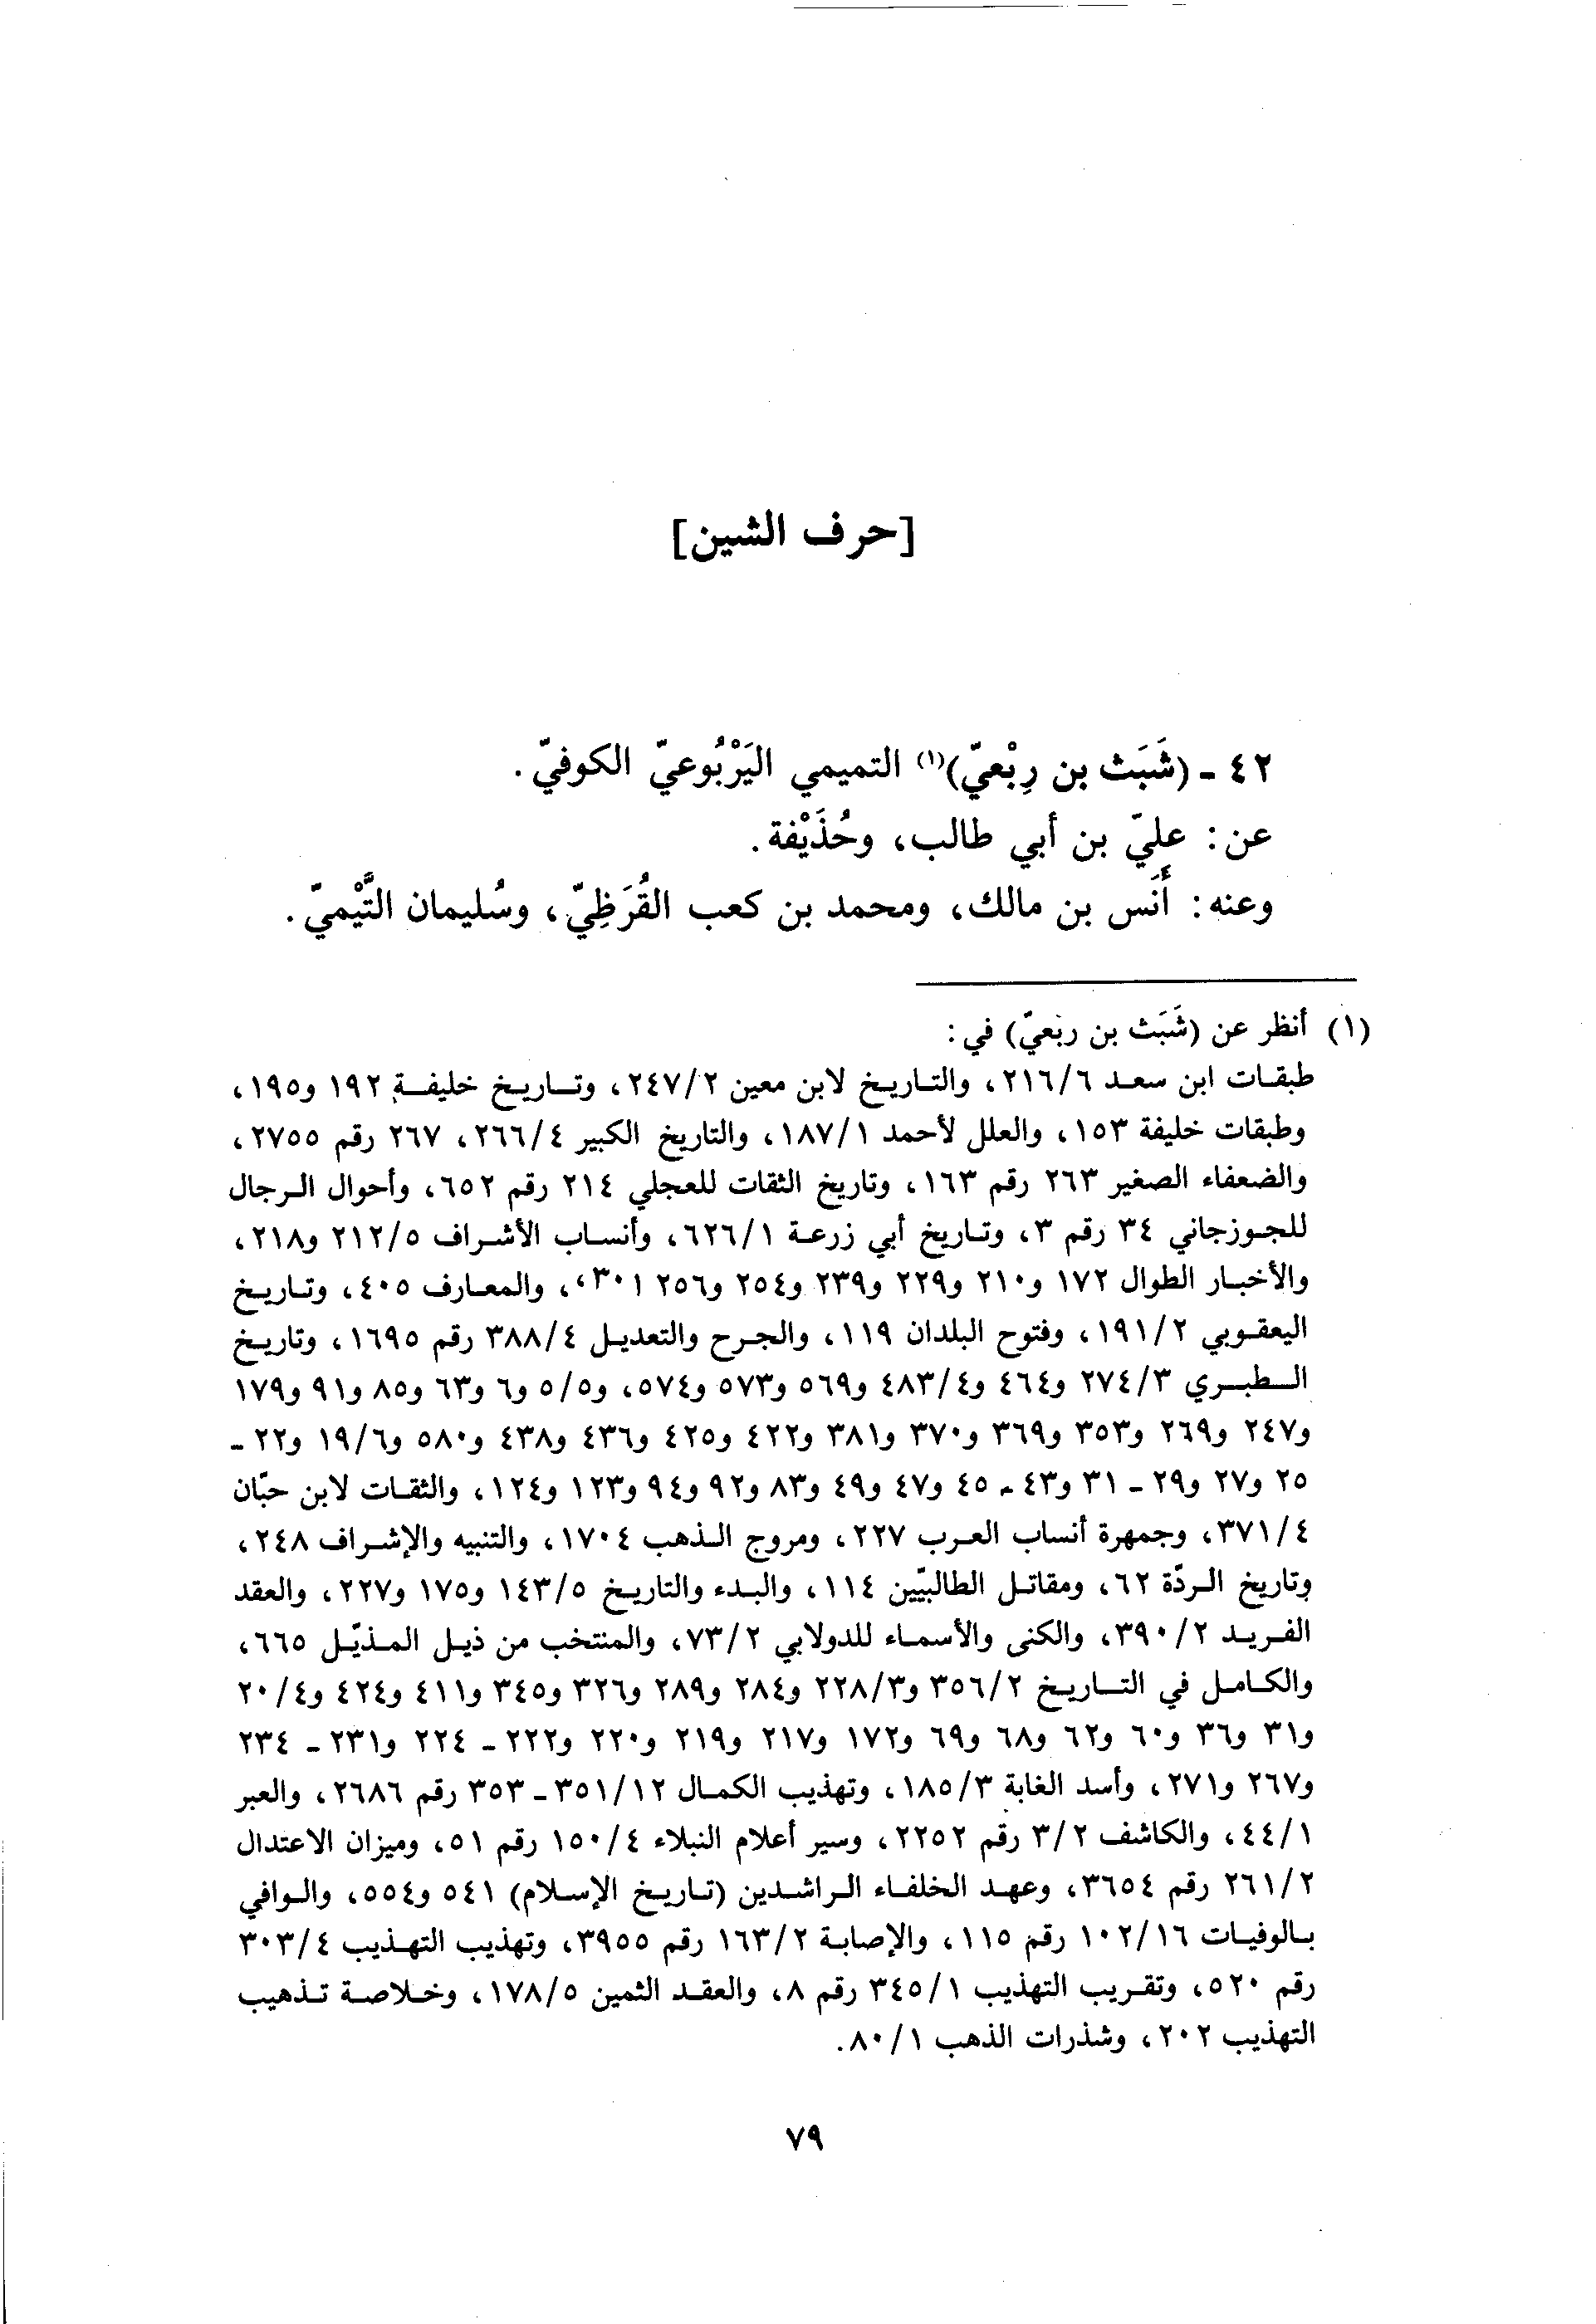 [حرف الشين]
٤٢ - (شَبَث بن رِبْعيّ)(١) التميمي اليَرْبُوعيّ الكوفيّ.
عن: عليّ بن أبي طالب، وحُذَيْفة.
وعنه: أَنَس بن مالك، ومحمد بن كعب القُرَظِيّ، وسُليمان التَّيْميّ.
(١) أنظر عن (شَبَث بن ربعيّ) في:
طبقات ابن سعد ٢١٦/٦، والتاريخ لابن معين ٢٤٧/٢، وتاريخ خليفة ١٩٢ و١٩٥،
وطبقات خليفة ١٥٣، والعلل لأحمد ١٨٧/١، والتاريخ الكبير ٢٦٦/٤، ٢٦٧ رقم ٢٧٥٥،
والضعفاء الصغير ٢٦٣ رقم ١٦٣، وتاريخ الثقات للعجلي ٢١٤ رقم ٦٥٢، وأحوال الرجال
للجوزجاني ٣٤ رقم ٣، وتاريخ أبي زرعة ٦٢٦/١، وأنساب الأشراف ٢١٢/٥ و٢١٨،
والأخبار الطوال ١٧٢ و٢١٠ و٢٢٩ و٢٣٩ و٢٥٤ و٢٥٦ ٣٠١، والمعارف ٤٠٥، وتاريخ
اليعقوبي ١٩١/٢، وفتوح البلدان ١١٩، والجرح والتعديل ٣٨٨/٤ رقم ١٦٩٥، وتاريخ
الطبري ٢٧٤/٣ و٤٦٤ و٤٨٣/٤ و٥٦٩ و٥٧٣ و٥٧٤، و٥/٥ و٦ و٦٣ و٨٥ و٩١ و١٧٩
و٢٤٧ و٢٦٩ و٣٥٣ و٣٦٩ و٣٧٠ و٣٨١ و٤٢٢ و٤٢٥ و٤٣٦ و٤٣٨ و٥٨٠ و١٩/٦ و٢٢ -
٢٥ و٢٧ و٢٩ - ٣١ و٤٣ - ٤٥ و٤٧ و٤٩ و٨٣ و٩٢ و٩٤ و١٢٣ و١٢٤، والثقات لابن حبّان
٣٧١/٤، وجمهرة أنساب العرب ٢٢٧، ومروج الذهب ١٧٠٤، والتنبيه والإشراف ٢٤٨،
وتاريخ الردّة ٦٢، ومقاتل الطالبيّين ١١٤، والبدء والتاريخ ١٤٣/٥ و١٧٥ و٢٢٧، والعقد
الفريد ٣٩٠/٢، والكنى والأسماء للدولابي ٧٣/٢، والمنتخب من ذيل المذيّل ٦٦٥،
والكامل في التاريخ ٣٥٦/٢ و٢٢٨/٣ و٢٨٤ و٢٨٩ و٣٢٦ و٣٤٥ و٤١١ و٤٢٤ و٢٠/٤
و٣١ و٣٦ و٦٠ و٦٢ و٦٨ و٦٩ و١٧٢ و٢١٧ و٢١٩ و٢٢٠ و٢٢٢ - ٢٢٤ و٢٣١ - ٢٣٤
و٢٦٧ و٢٧١، وأسد الغابة ١٨٥/٣، وتهذيب الكمال ٣٥١/١٢ - ٣٥٣ رقم ٢٦٨٦، والعبر
٤٤/١، والكاشف ٣/٢ رقم ٢٢٥٢، وسير أعلام النبلاء ١٥٠/٤ رقم ٥١، وميزان الاعتدال
٢٦١/٢ رقم ٣٦٥٤، وعهد الخلفاء الراشدين (تاريخ الإسلام) ٥٤١ و٥٥٤، والوافي
بالوفيات ١٠٢/١٦ رقم ١١٥، والإصابة ١٦٣/٢ رقم ٣٩٥٥، وتهذيب التهذيب ٣٠٣/٤
رقم ٥٢٠، وتقريب التهذيب ٣٤٥/١ رقم ٨، والعقد الثمين ١٧٨/٥، وخلاصة تذهيب
التهذيب ٢٠٢، وشذرات الذهب ٨٠/١.
٧٩